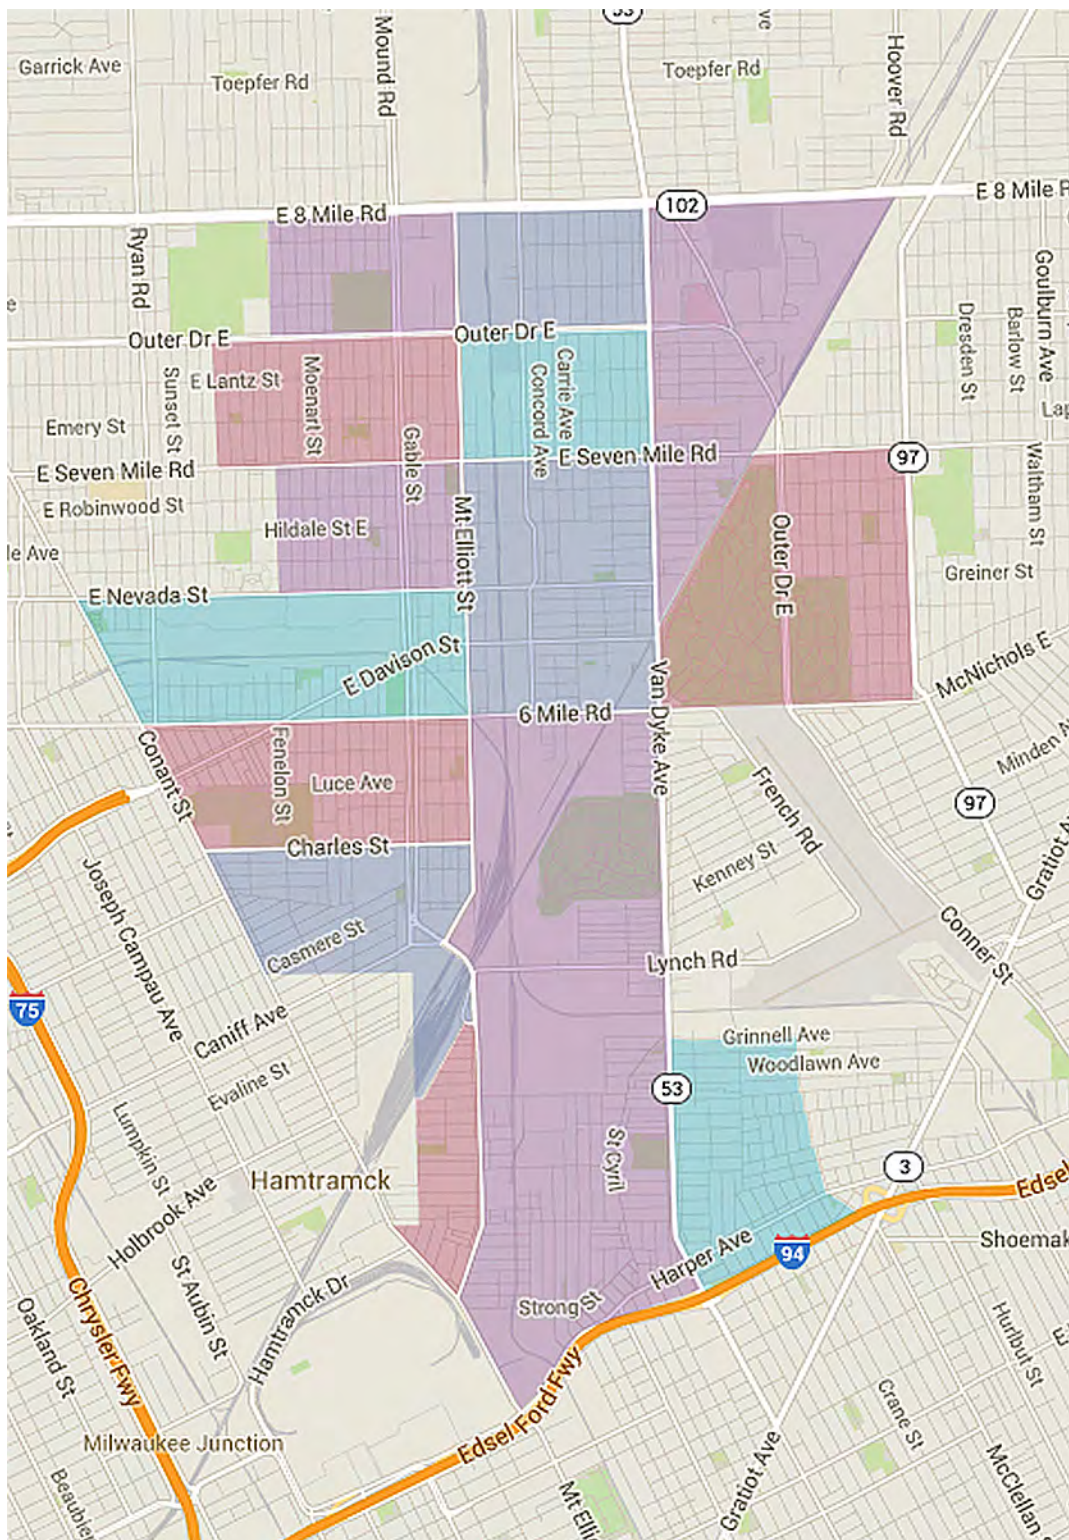 53
Garrick Ave
Toepfer Rd
Mound Rd
Toepfer Rd
ve
Hoover Rd
E 8 Mile Rd
102
E 8 Mile R
Ryan Rd
Goulburn Ave
e
Outer Dr E
Outer Dr E
Dresden St
Barlow St
Sunset St
E Lantz St
Moenart St
Carrie Ave
Concord Ave
Emery St
Gable St
Lap
E Seven Mile Rd
E Seven Mile Rd
97
Waltham St
E Robinwood St
Mt Elliott St
Hildale St E
Outer Dr E
le Ave
Greiner St
E Nevada St
E Davison St
McNichols E
Van Dyke Ave
6 Mile Rd
Conant St
Fenelon St
Luce Ave
French Rd
Minden A
97
Charles St
Kenney St
Gratiot A
Joseph Campau Ave
Casmere St
Conner St
Lynch Rd
75
Caniff Ave
Grinnell Ave
Woodlawn Ave
Evaline St
53
Lumpkin St
St Cyril
3
Hamtramck
Edsel
Holbrook Ave
Harper Ave
94
Shoemak
St Aubin St
Hamtramck Dr
Strong St
Chrysler Fwy
Oakland St
Hurlbut St
E
Edsel Ford Fwy
Crane St
Milwaukee Junction
Gratiot Ave
McClellan
Beaubier
Mt Elli